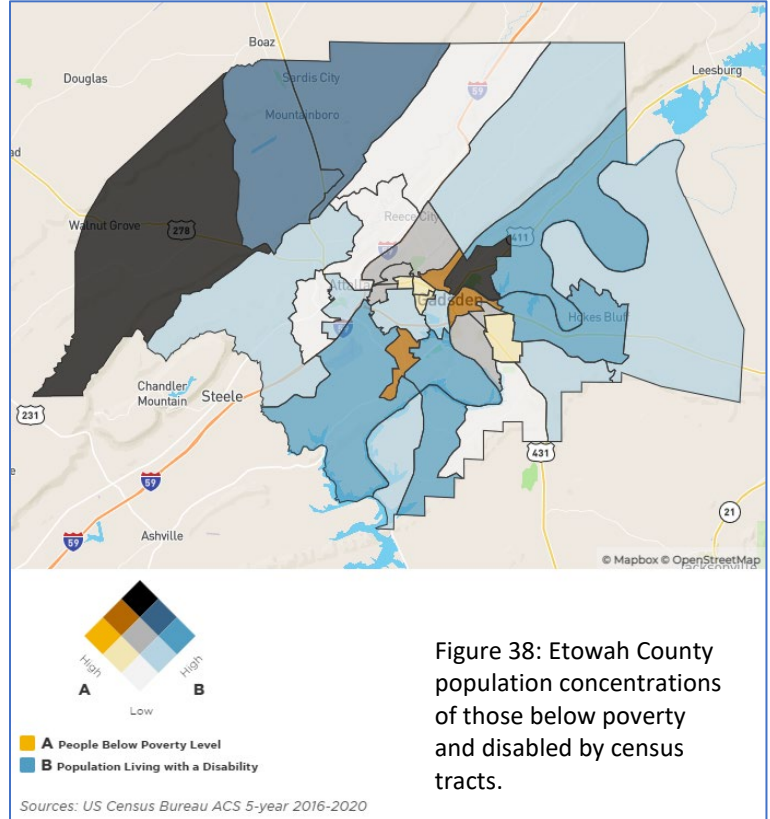 Boaz
Douglas
Sardis City
Leesburg
59
Mountainboro
ad
Walnut Grove
278
Reece City
411
Attalla
Gadsden
Hokes Bluff
Chandler
Mountain
Steele
231
431
59
21
59
Ashville
© Mapbox © OpenStreetMap
Jacksonville
High
High
A
B
Low
A People Below Poverty Level
B Population Living with a Disability
Sources: US Census Bureau ACS 5-year 2016-2020
Figure 38: Etowah County
population concentrations
of those below poverty
and disabled by census
tracts.